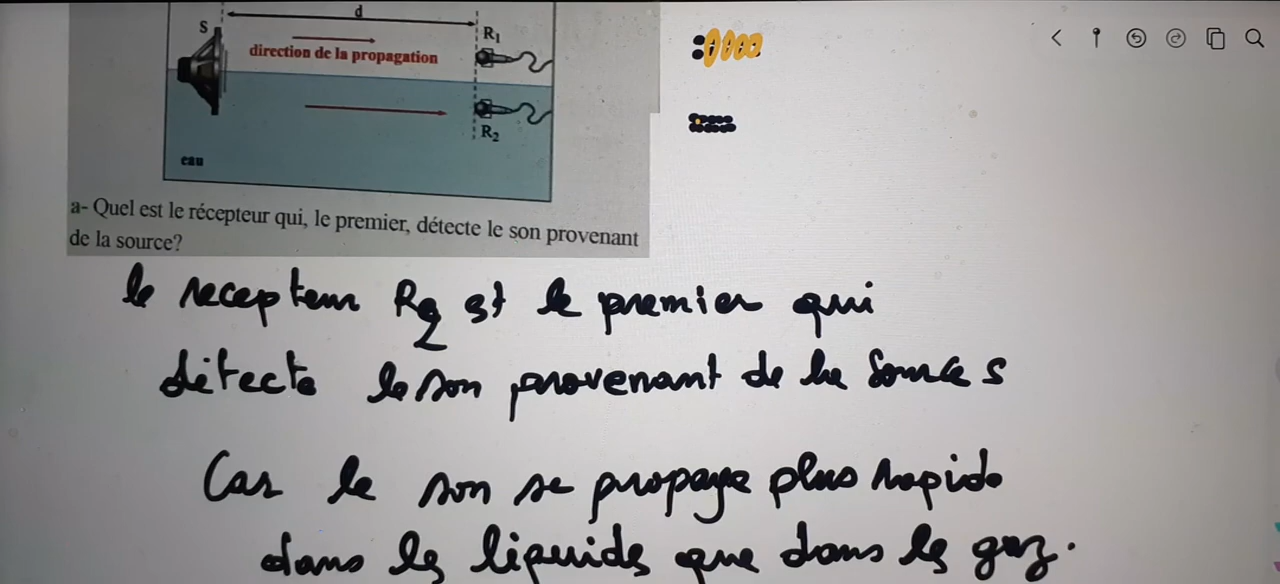 d
S
R₁
direction de la propagation
R₂
eau
a- Quel est le récepteur qui, le premier, détecte le son provenant
de la source?
le recepteur R2 est le premier qui
détecte le son provenant de la source S
Car le son se propage plus rapide
dans les liquids que dans les gaz.